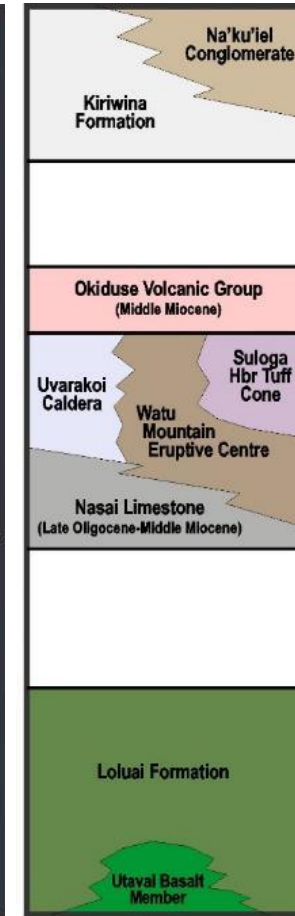 Na'ku'iel
Conglomerate
Kiriwina
Formation
Okiduse Volcanic Group
(Middle Miocene)
Uvarakoi
Caldera
Suloga
Hbr Tuff
Cone
Watu
Mountain
Eruptive Centre
Nasai Limestone
(Late Oligocene-Middle Miocene)
Loluai Formation
Utaval Basalt
Member